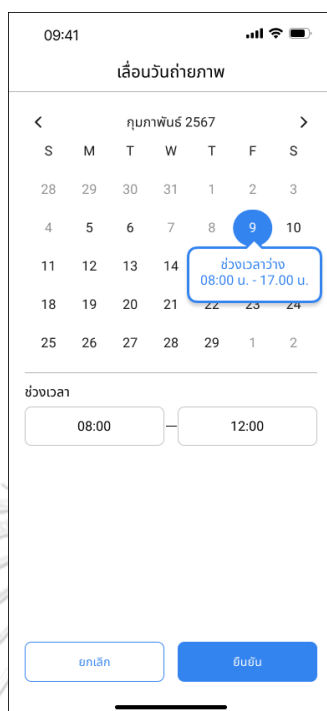 09:41
เลื่อนวันถ่ายภาพ
กุมภาพันธ์ 2567
S M T W T F S
28 29 30 31 1 2 3
4 5 6 7 8 9 10
ช่วงเวลาว่าง
08:00 น. - 17.00 น.
11 12 13 14
18 19 20 21 22 23 24
25 26 27 28 29 1 2
ช่วงเวลา
08:00 — 12:00
ยกเลิก ยืนยัน